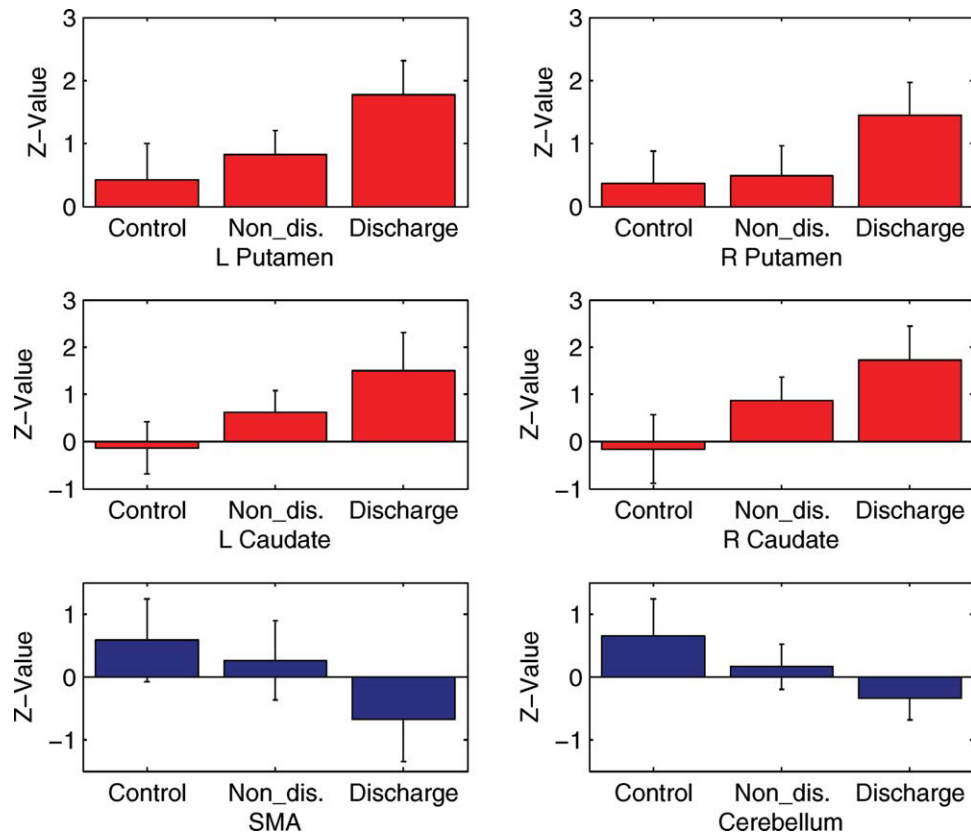 3
2
1
0
Z-Value
Control Non_dis. Discharge
L Putamen
3
2
1
0
Z-Value
Control Non_dis. Discharge
R Putamen
3
2
1
0
−1
Z-Value
Control Non_dis. Discharge
L Caudate
3
2
1
0
−1
Z-Value
Control Non_dis. Discharge
R Caudate
1
0
−1
Z-Value
Control Non_dis. Discharge
SMA
1
0
−1
Z-Value
Control Non_dis. Discharge
Cerebellum